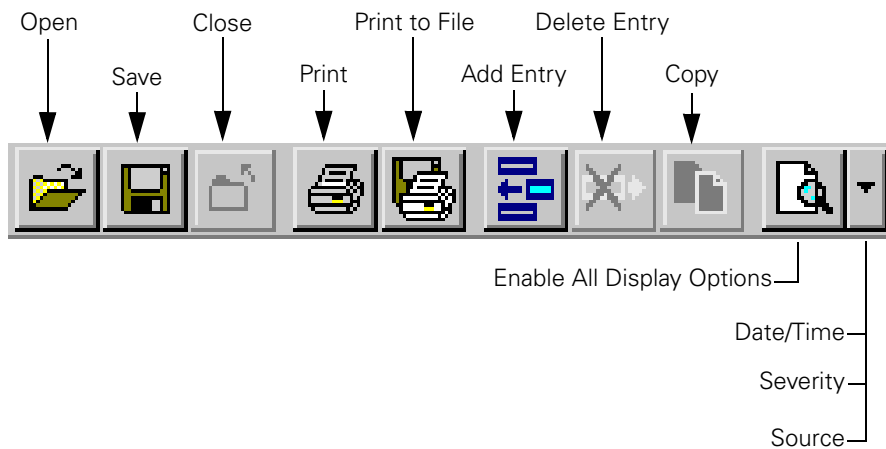 Open
Close
Print to File
Delete Entry
Save
Print
Add Entry
Copy
Enable All Display Options
Date/Time
Severity
Source